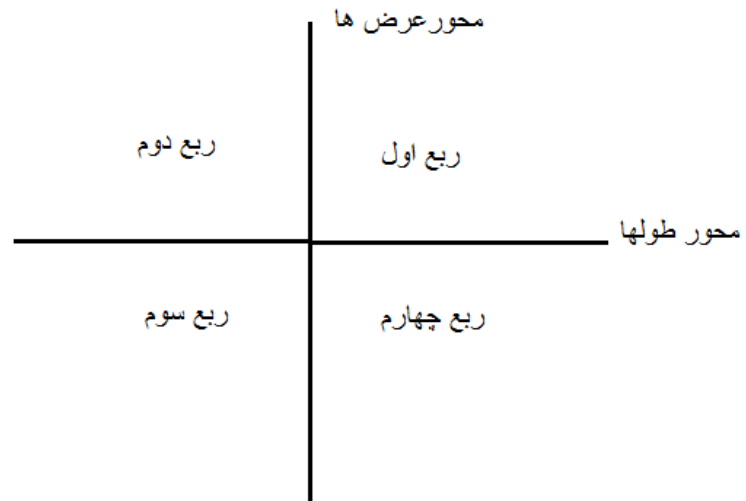 محورعرض ها
ربع دوم
ربع اول
محور طولها
ربع سوم
ربع چهارم